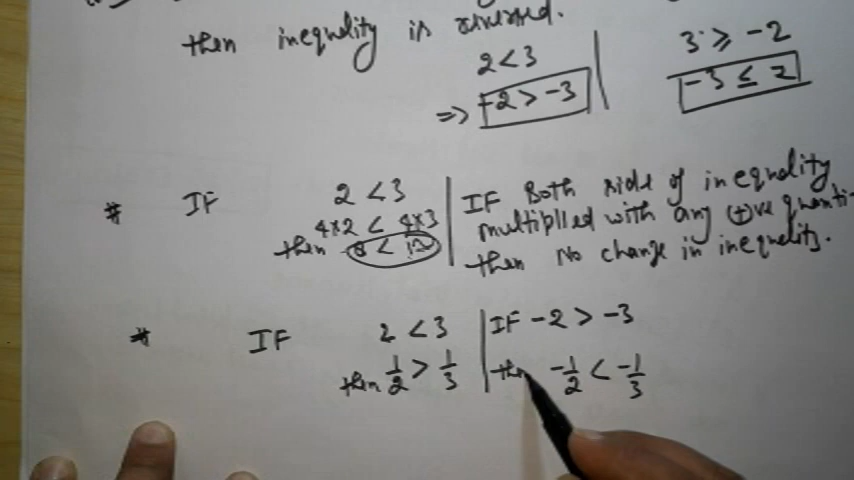 then inequality is reversed.
2 < 3
=> -2 > -3
3 ≥ -2
-3 ≤ 2
* IF 2 < 3
4×2 < 4×3
then 8 < 12
IF Both side of inequality
multiplied with any (+)ve quanti-
then No change in inequality.
* IF 2 < 3
then 1/2 > 1/3
IF -2 > -3
then -1/2 < -1/3